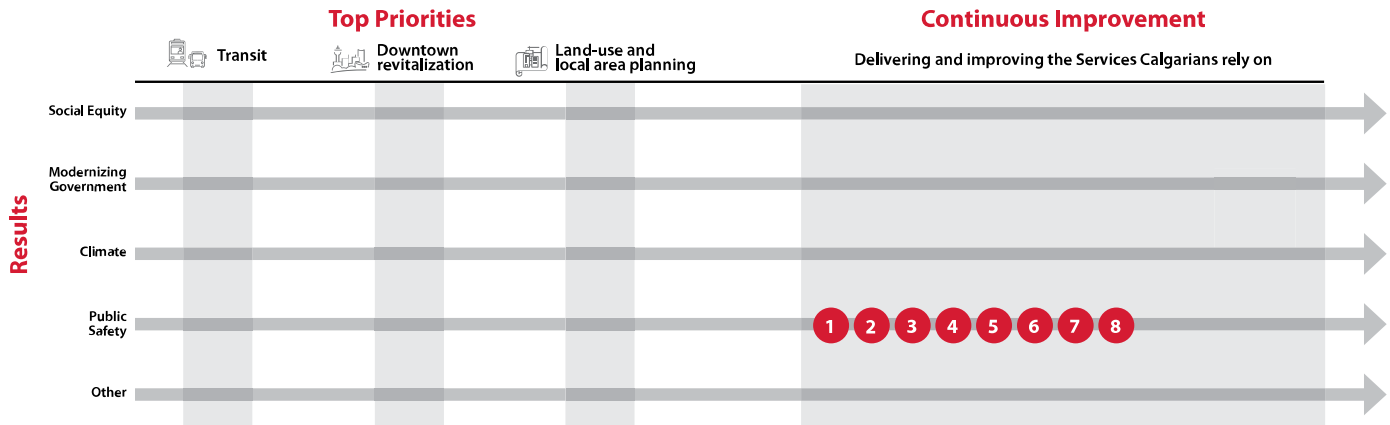 Top Priorities
Continuous Improvement
Transit
Downtown
revitalization
Land-use and
local area planning
Delivering and improving the Services Calgarians rely on
Results
Social Equity
Modernizing
Government
Climate
Public
Safety
1 2 3 4 5 6 7 8
Other